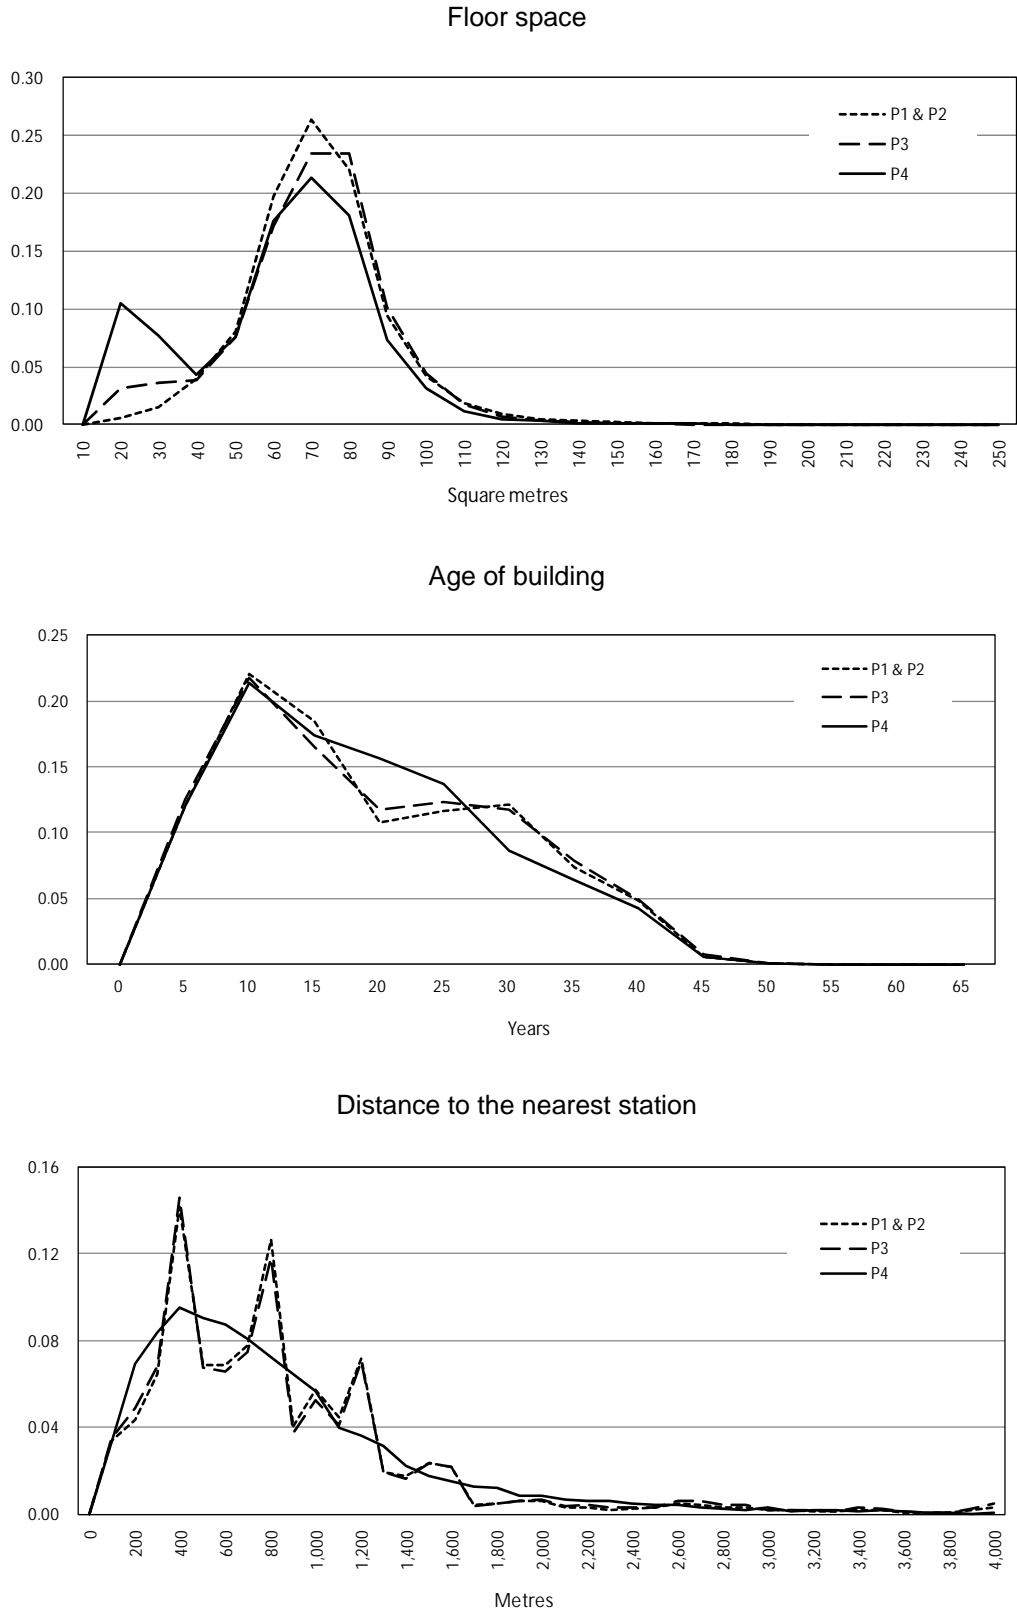 Floor space
0.30
0.25
0.20
0.15
0.10
0.05
0.00
P1 & P2
P3
P4
10 20 30 40 50 60 70 80 90 100 110 120 130 140 150 160 170 180 190 200 210 220 230 240 250
Square metres
Age of building
0.25
0.20
0.15
0.10
0.05
0.00
P1 & P2
P3
P4
0 5 10 15 20 25 30 35 40 45 50 55 60 65
Years
Distance to the nearest station
0.16
0.12
0.08
0.04
0.00
P1 & P2
P3
P4
0 200 400 600 800 1,000 1,200 1,400 1,600 1,800 2,000 2,200 2,400 2,600 2,800 3,000 3,200 3,400 3,600 3,800 4,000
Metres